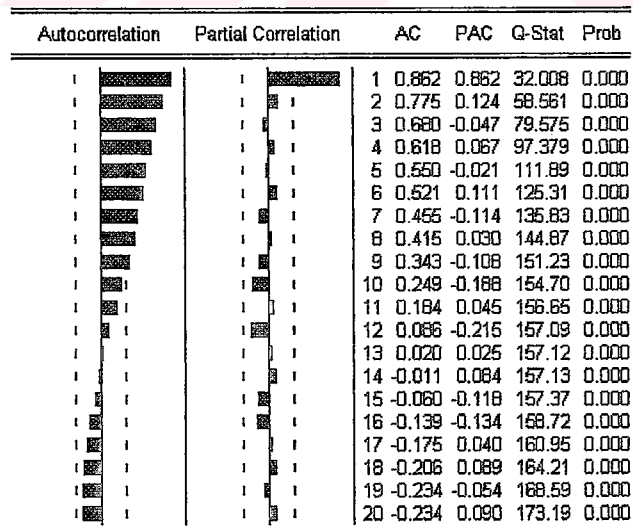 Autocorrelation Partial Correlation AC PAC Q-Stat Prob
1 0.862 0.862 32.008 0.000
2 0.775 0.124 58.561 0.000
3 0.680 -0.047 79.575 0.000
4 0.618 0.067 97.379 0.000
5 0.550 -0.021 111.89 0.000
6 0.521 0.111 125.31 0.000
7 0.455 -0.114 135.83 0.000
8 0.415 0.030 144.87 0.000
9 0.343 -0.108 151.23 0.000
10 0.249 -0.188 154.70 0.000
11 0.184 0.045 156.65 0.000
12 0.086 -0.215 157.09 0.000
13 0.020 0.025 157.12 0.000
14 -0.011 0.084 157.13 0.000
15 -0.060 -0.118 157.37 0.000
16 -0.139 -0.134 158.72 0.000
17 -0.175 0.040 160.95 0.000
18 -0.206 0.089 164.21 0.000
19 -0.234 -0.054 168.59 0.000
20 -0.234 0.090 173.19 0.000